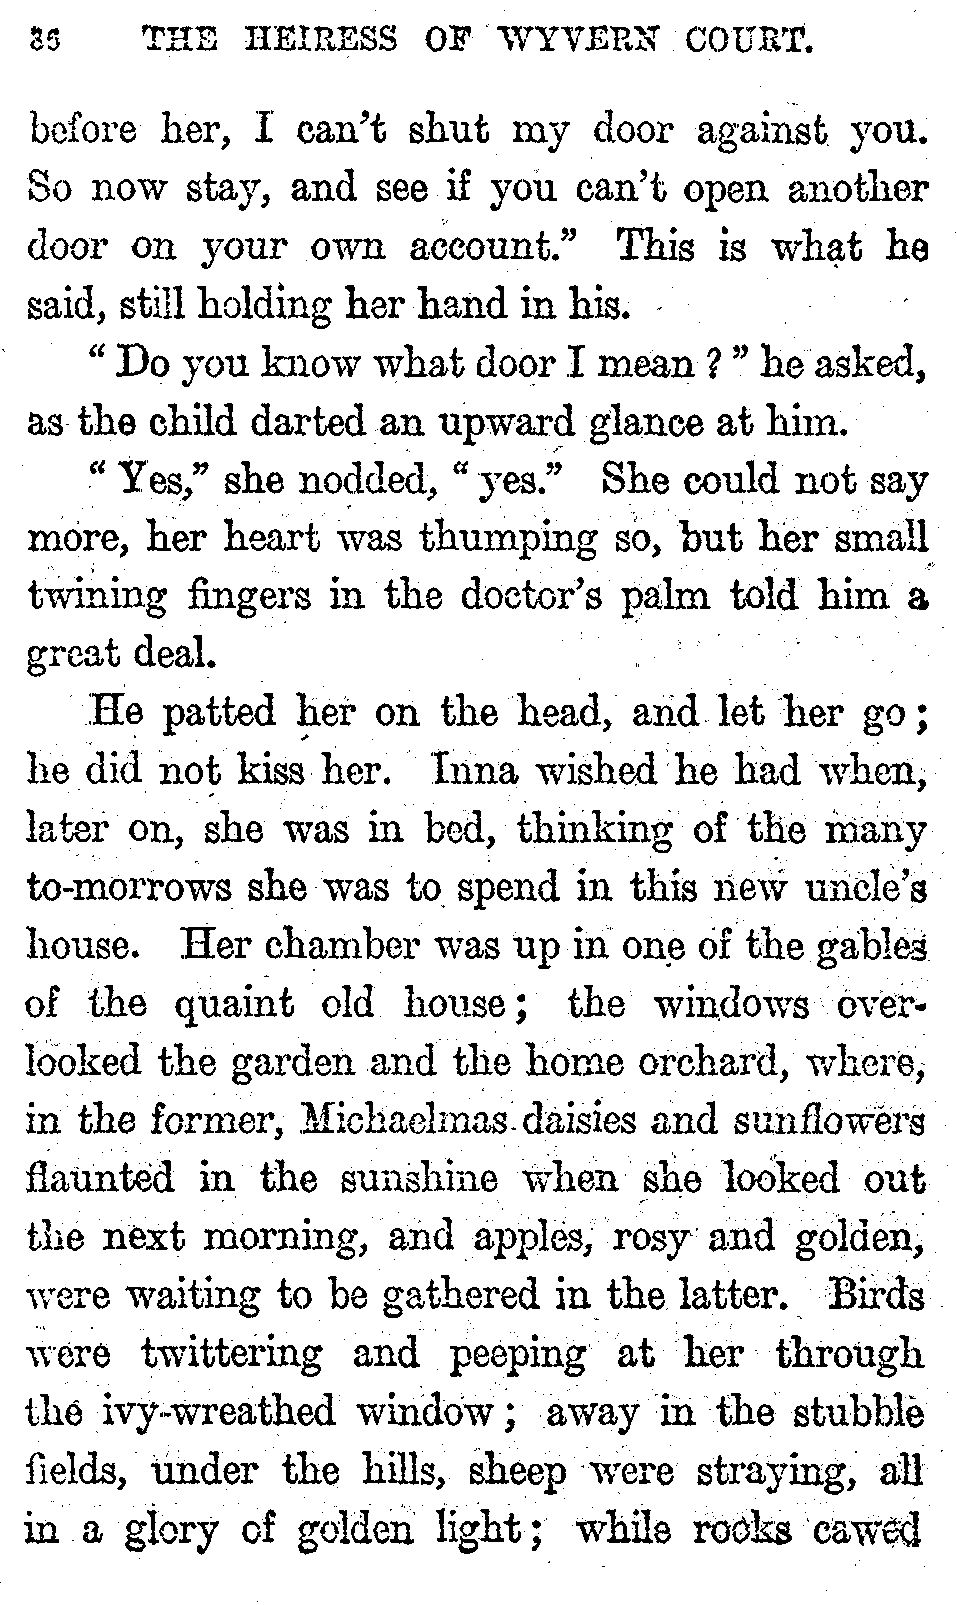 36 THE HEIRESS OF WYVERN COURT.
before her, I can't shut my door against you.
So now stay, and see if you can't open another
door on your own account." This is what he
said, still holding her hand in his.
"Do you know what door I mean?" he asked,
as the child darted an upward glance at him.
"Yes," she nodded, "yes." She could not say
more, her heart was thumping so, but her small
twining fingers in the doctor's palm told him a
great deal.
He patted her on the head, and let her go;
he did not kiss her. Inna wished he had when,
later on, she was in bed, thinking of the many
to-morrows she was to spend in this new uncle's
house. Her chamber was up in one of the gables
of the quaint old house; the windows over-
looked the garden and the home orchard, where,
in the former, Michaelmas daisies and sunflowers
flaunted in the sunshine when she looked out
the next morning, and apples, rosy and golden,
were waiting to be gathered in the latter. Birds
were twittering and peeping at her through
the ivy-wreathed window; away in the stubble
fields, under the hills, sheep were straying, all
in a glory of golden light; while rooks cawed